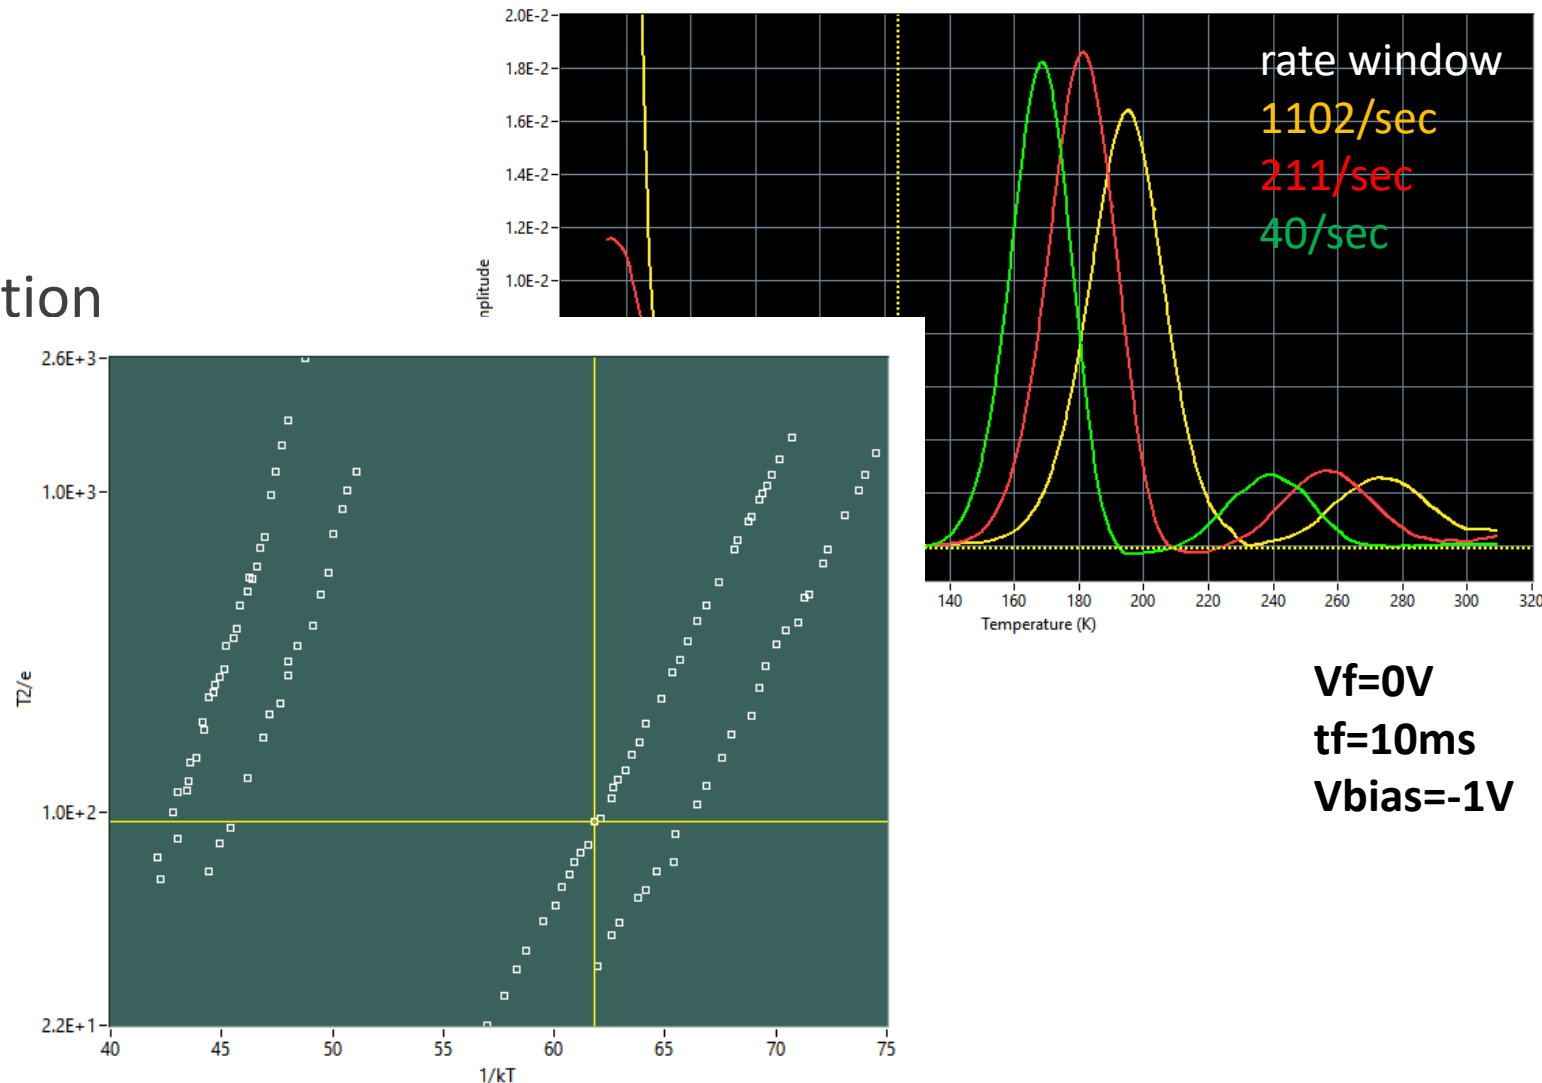 2.0E-2
1.8E-2
1.6E-2
1.4E-2
1.2E-2
1.0E-2
nplitude
rate window
1102/sec
211/sec
40/sec
tion
140 160 180 200 220 240 260 280 300 320
Temperature (K)
2.6E+3
1.0E+3
1.0E+2
2.2E+1
T2/e
40 45 50 55 60 65 70 75
1/kT
Vf=0V
tf=10ms
Vbias=-1V